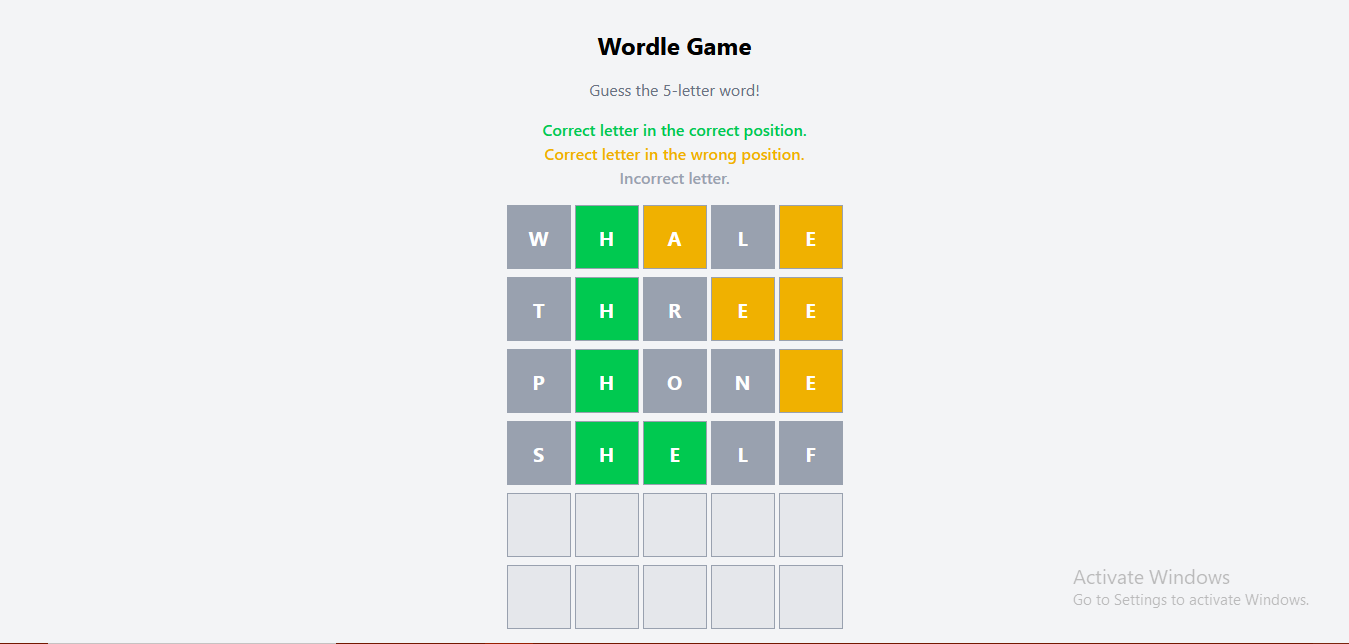 Wordle Game
Guess the 5-letter word!
Correct letter in the correct position.
Correct letter in the wrong position.
Incorrect letter.
W H A L E
T H R E E
P H O N E
S H E L F
Activate Windows
Go to Settings to activate Windows.